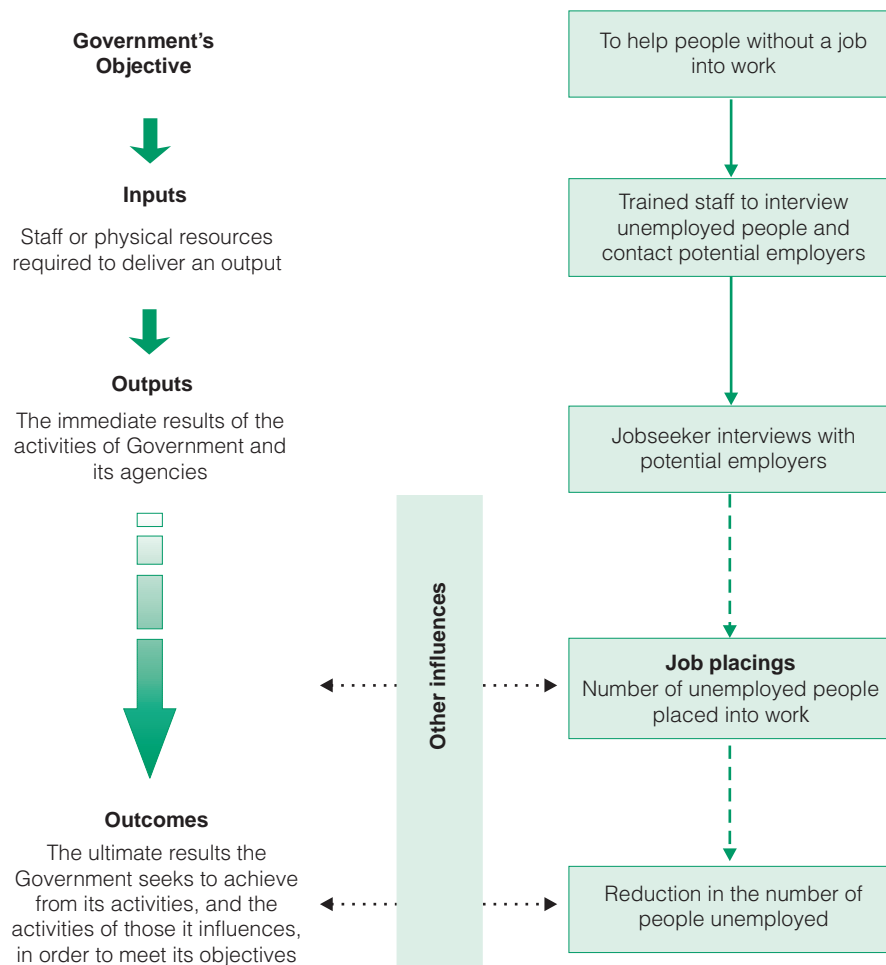 Government's
Objective
To help people without a job
into work
Inputs
Staff or physical resources
required to deliver an output
Trained staff to interview
unemployed people and
contact potential employers
Outputs
The immediate results of the
activities of Government and
its agencies
Jobseeker interviews with
potential employers
Other influences
Job placings
Number of unemployed people
placed into work
Outcomes
The ultimate results the
Government seeks to achieve
from its activities, and the
activities of those it influences,
in order to meet its objectives
Reduction in the number of
people unemployed